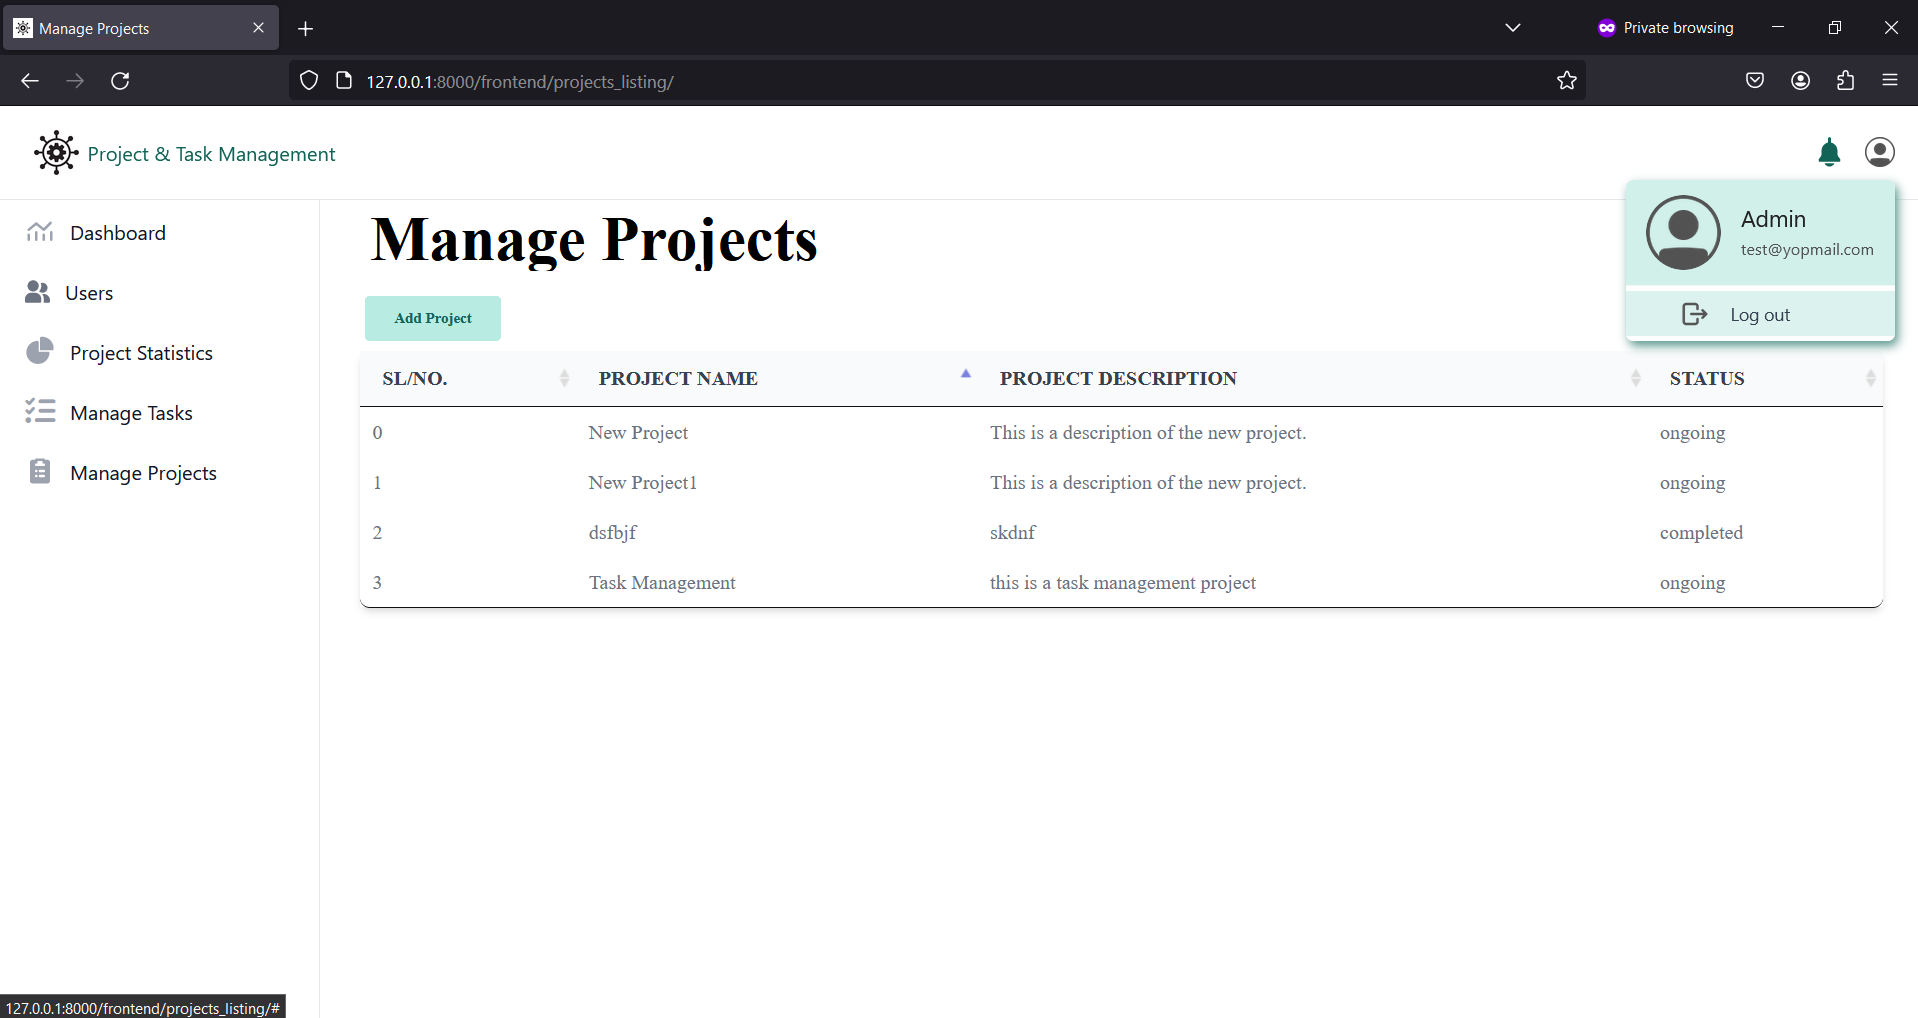 Manage Projects
Private browsing
127.0.0.1:8000/frontend/projects_listing/
Project & Task Management
Admin
test@yopmail.com
Log out
Dashboard
Users
Project Statistics
Manage Tasks
Manage Projects
Manage Projects
Add Project
SL/NO. PROJECT NAME PROJECT DESCRIPTION STATUS
0 New Project This is a description of the new project. ongoing
1 New Project1 This is a description of the new project. ongoing
2 dsfbjf skdnf completed
3 Task Management this is a task management project ongoing
127.0.0.1:8000/frontend/projects_listing/#